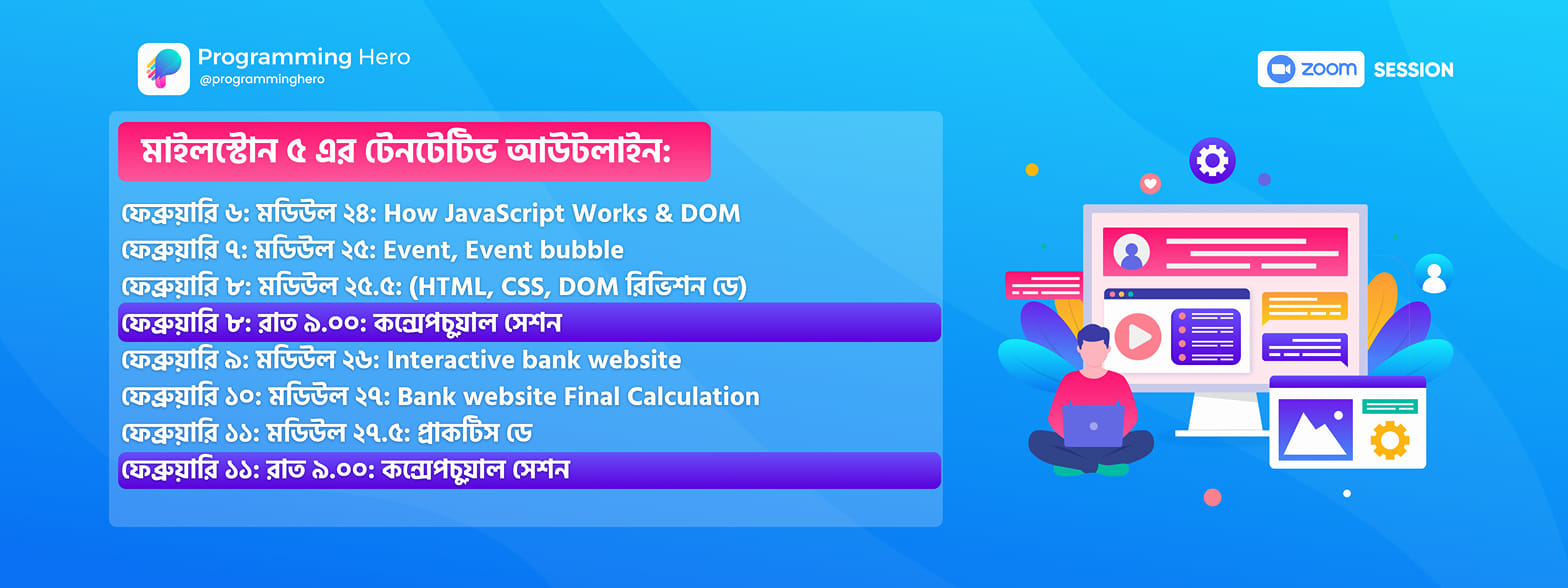 Programming Hero
@programminghero
zoom SESSION
মাইলস্টোন ৫ এর টেনটেটিভ আউটলাইন:
ফেব্রুয়ারি ৬: মডিউল ২৪: How JavaScript Works & DOM
ফেব্রুয়ারি ৭: মডিউল ২৫: Event, Event bubble
ফেব্রুয়ারি ৮: মডিউল ২৫.৫: (HTML, CSS, DOM রিভিশন ডে)
ফেব্রুয়ারি ৮: রাত ৯.০০: কন্সেপচুয়াল সেশন
ফেব্রুয়ারি ৯: মডিউল ২৬: Interactive bank website
ফেব্রুয়ারি ১০: মডিউল ২৭: Bank website Final Calculation
ফেব্রুয়ারি ১১: মডিউল ২৭.৫: প্রাকটিস ডে
ফেব্রুয়ারি ১১: রাত ৯.০০: কন্সেপচুয়াল সেশন